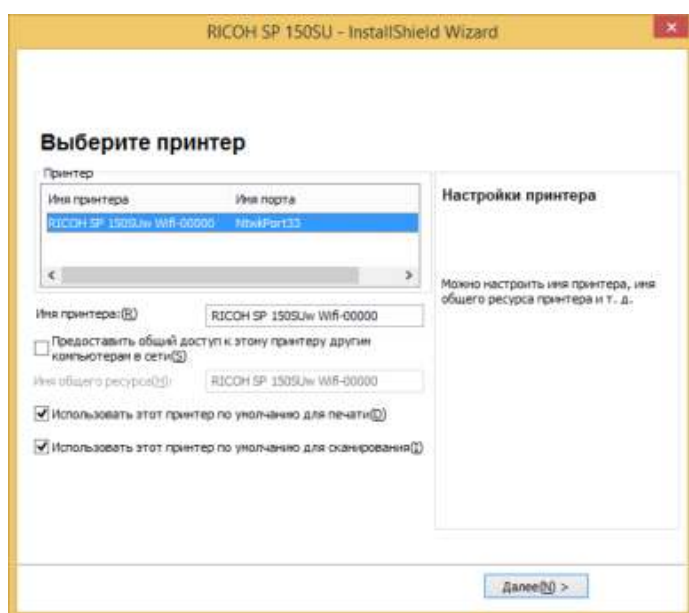 RICOH SP 150SU - InstallShield Wizard
Выберите принтер
Принтер
Имя принтера Имя порта
RICOH SP 150SUw Wifi-00000 NtwkPort33
Имя принтера:(R) RICOH SP 150SUw Wifi-00000
Предоставить общий доступ к этому принтеру другим
компьютерам в сети(S)
Имя общего ресурса(H): RICOH SP 150SUw Wifi-00000
Использовать этот принтер по умолчанию для печати(D)
Использовать этот принтер по умолчанию для сканирования(I)
Настройки принтера
Можно настроить имя принтера, имя
общего ресурса принтера и т. д.
Далее(N) >